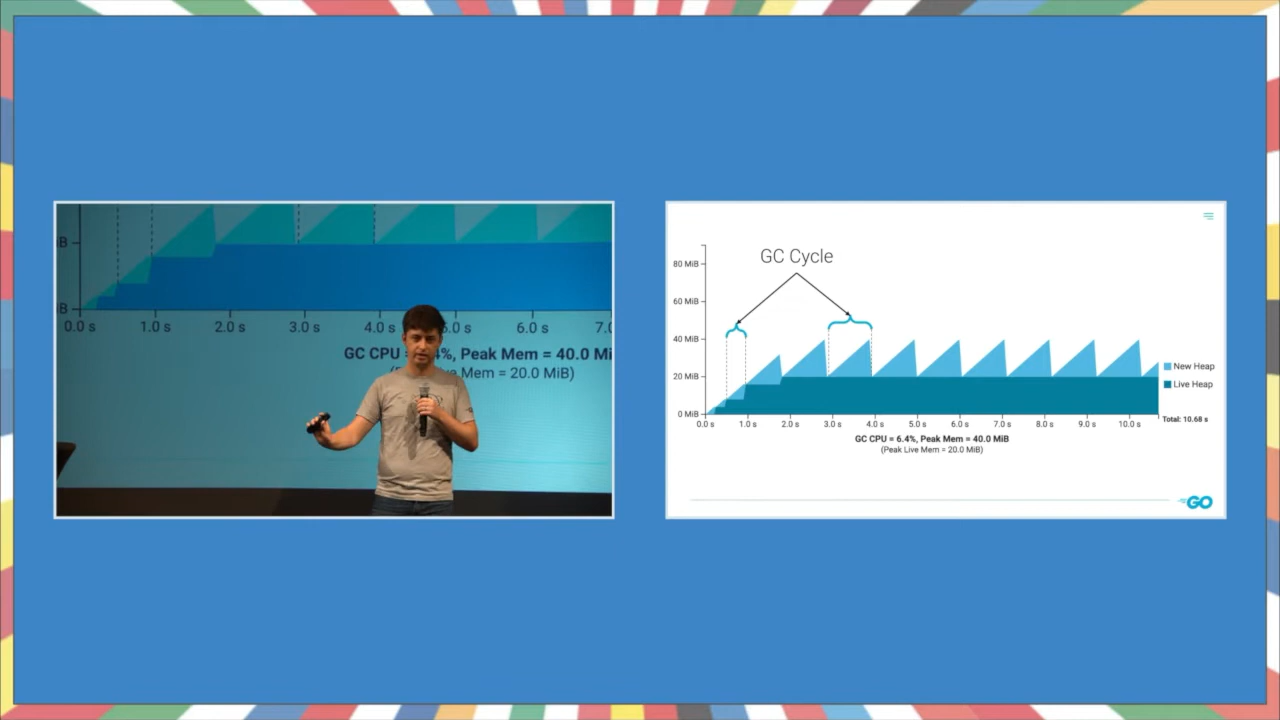 B
B
0.0 s 1.0 s 2.0 s 3.0 s 4.0 s 5.0 s 6.0 s 7.0
GC CPU = 4%, Peak Mem = 40.0 Mi
Mem = 20.0 MiB)
GC Cycle
80 MiB
60 MiB
40 MiB
20 MiB
0 MiB
0.0 s 1.0 s 2.0 s 3.0 s 4.0 s 5.0 s 6.0 s 7.0 s 8.0 s 9.0 s 10.0 s
New Heap
Live Heap
Total: 10.68 s
GC CPU = 6.4%, Peak Mem = 40.0 MiB
(Peak Live Mem = 20.0 MiB)
GO